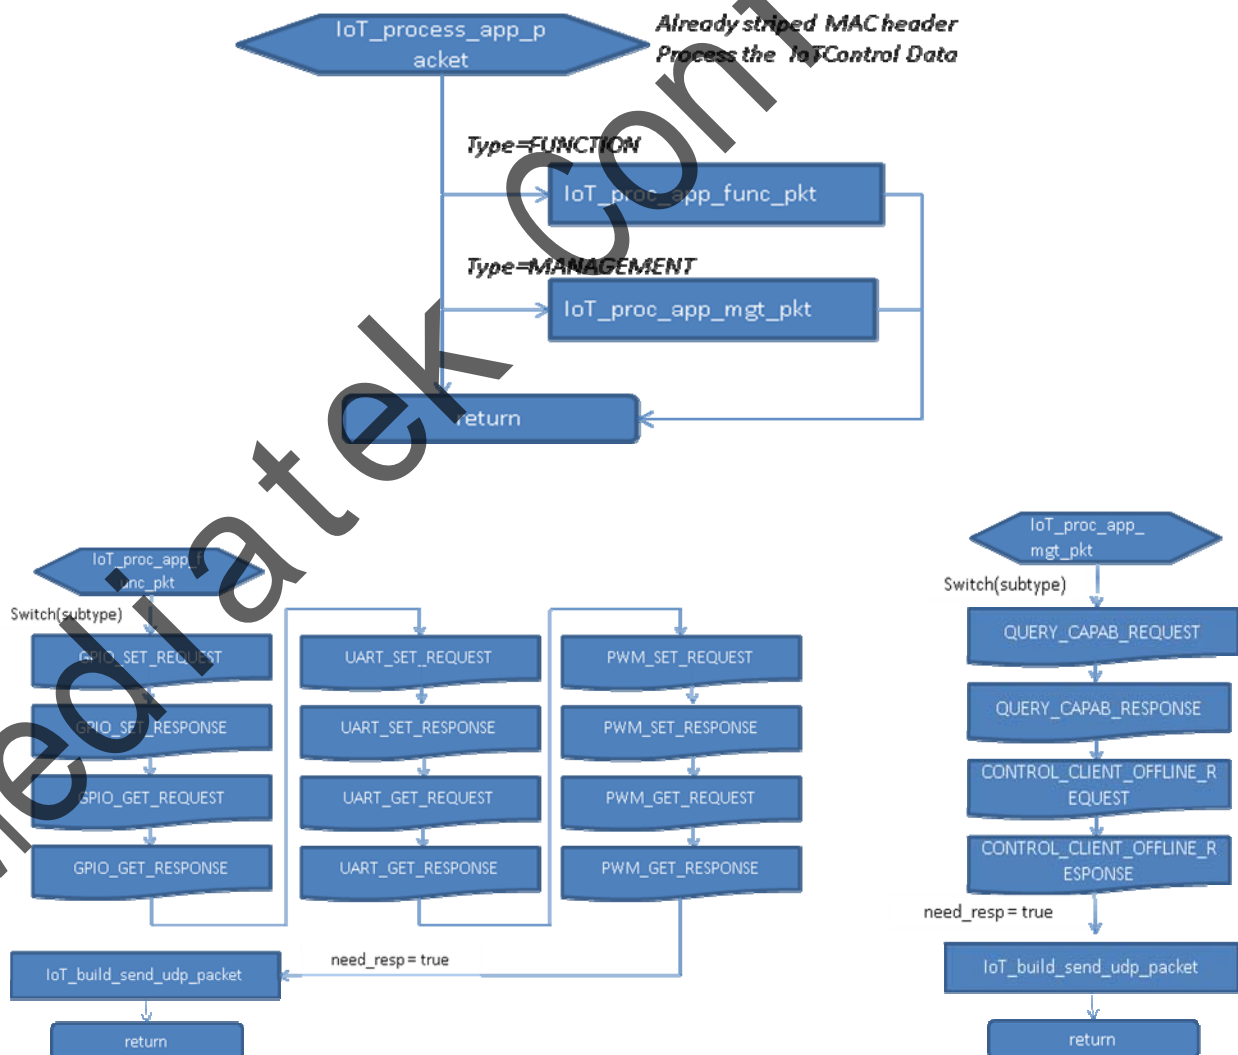 IoT_process_app_p
acket
Already striped MAC header
Process the IoTControl Data
Type=FUNCTION
IoT_proc_app_func_pkt
Type=MANAGEMENT
IoT_proc_app_mgt_pkt
return
IoT_proc_app_f
unc_pkt
Switch(subtype)
GPIO_SET_REQUEST
GPIO_SET_RESPONSE
GPIO_GET_REQUEST
GPIO_GET_RESPONSE
UART_SET_REQUEST
UART_SET_RESPONSE
UART_GET_REQUEST
UART_GET_RESPONSE
PWM_SET_REQUEST
PWM_SET_RESPONSE
PWM_GET_REQUEST
PWM_GET_RESPONSE
need_resp = true
IoT_build_send_udp_packet
return
IoT_proc_app_
mgt_pkt
Switch(subtype)
QUERY_CAPAB_REQUEST
QUERY_CAPAB_RESPONSE
CONTROL_CLIENT_OFFLINE_R
EQUEST
CONTROL_CLIENT_OFFLINE_R
ESPONSE
need_resp = true
IoT_build_send_udp_packet
return